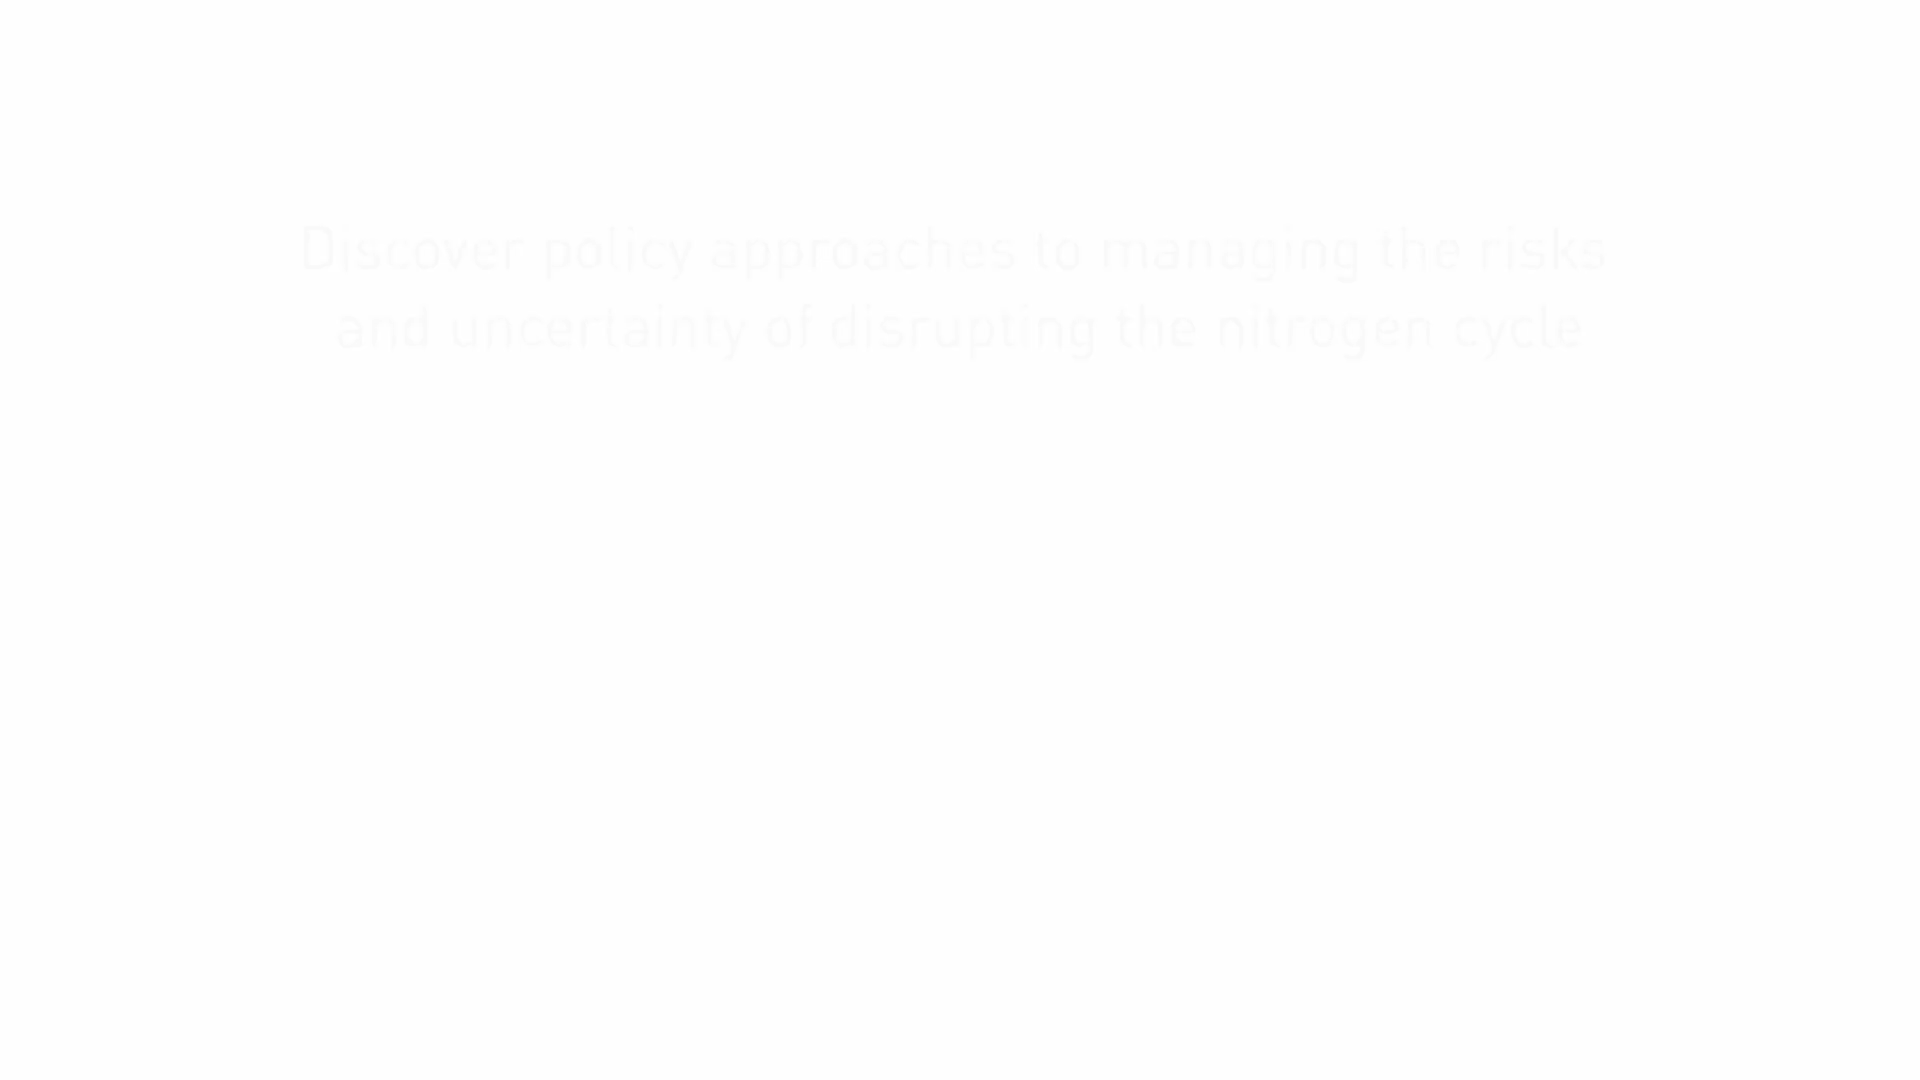 Discover policy approaches to managing the risks
and uncertainty of disrupting the nitrogen cycle